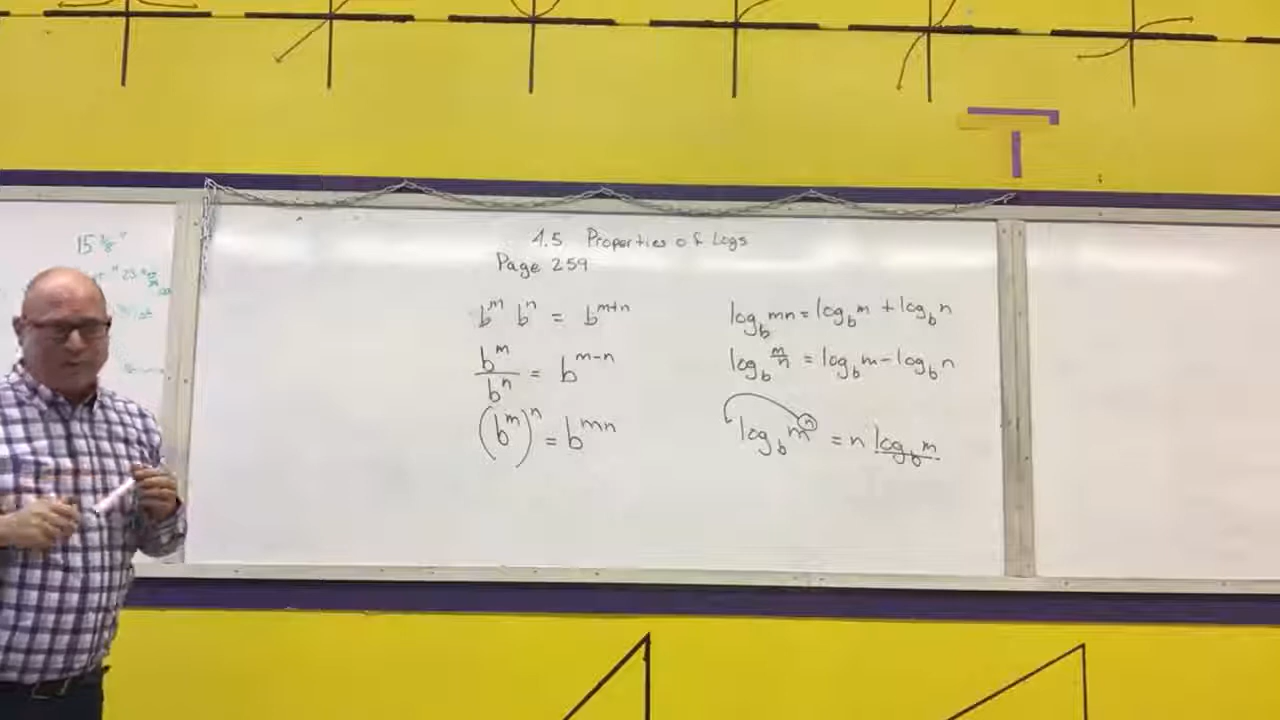 4.5 Properties of Logs
Page 259
b^m b^n = b^{m+n}
b^m / b^n = b^{m-n}
(b^m)^n = b^{mn}
log_b mn = log_b m + log_b n
log_b m/n = log_b m - log_b n
log_b m^n = n log_b m
T